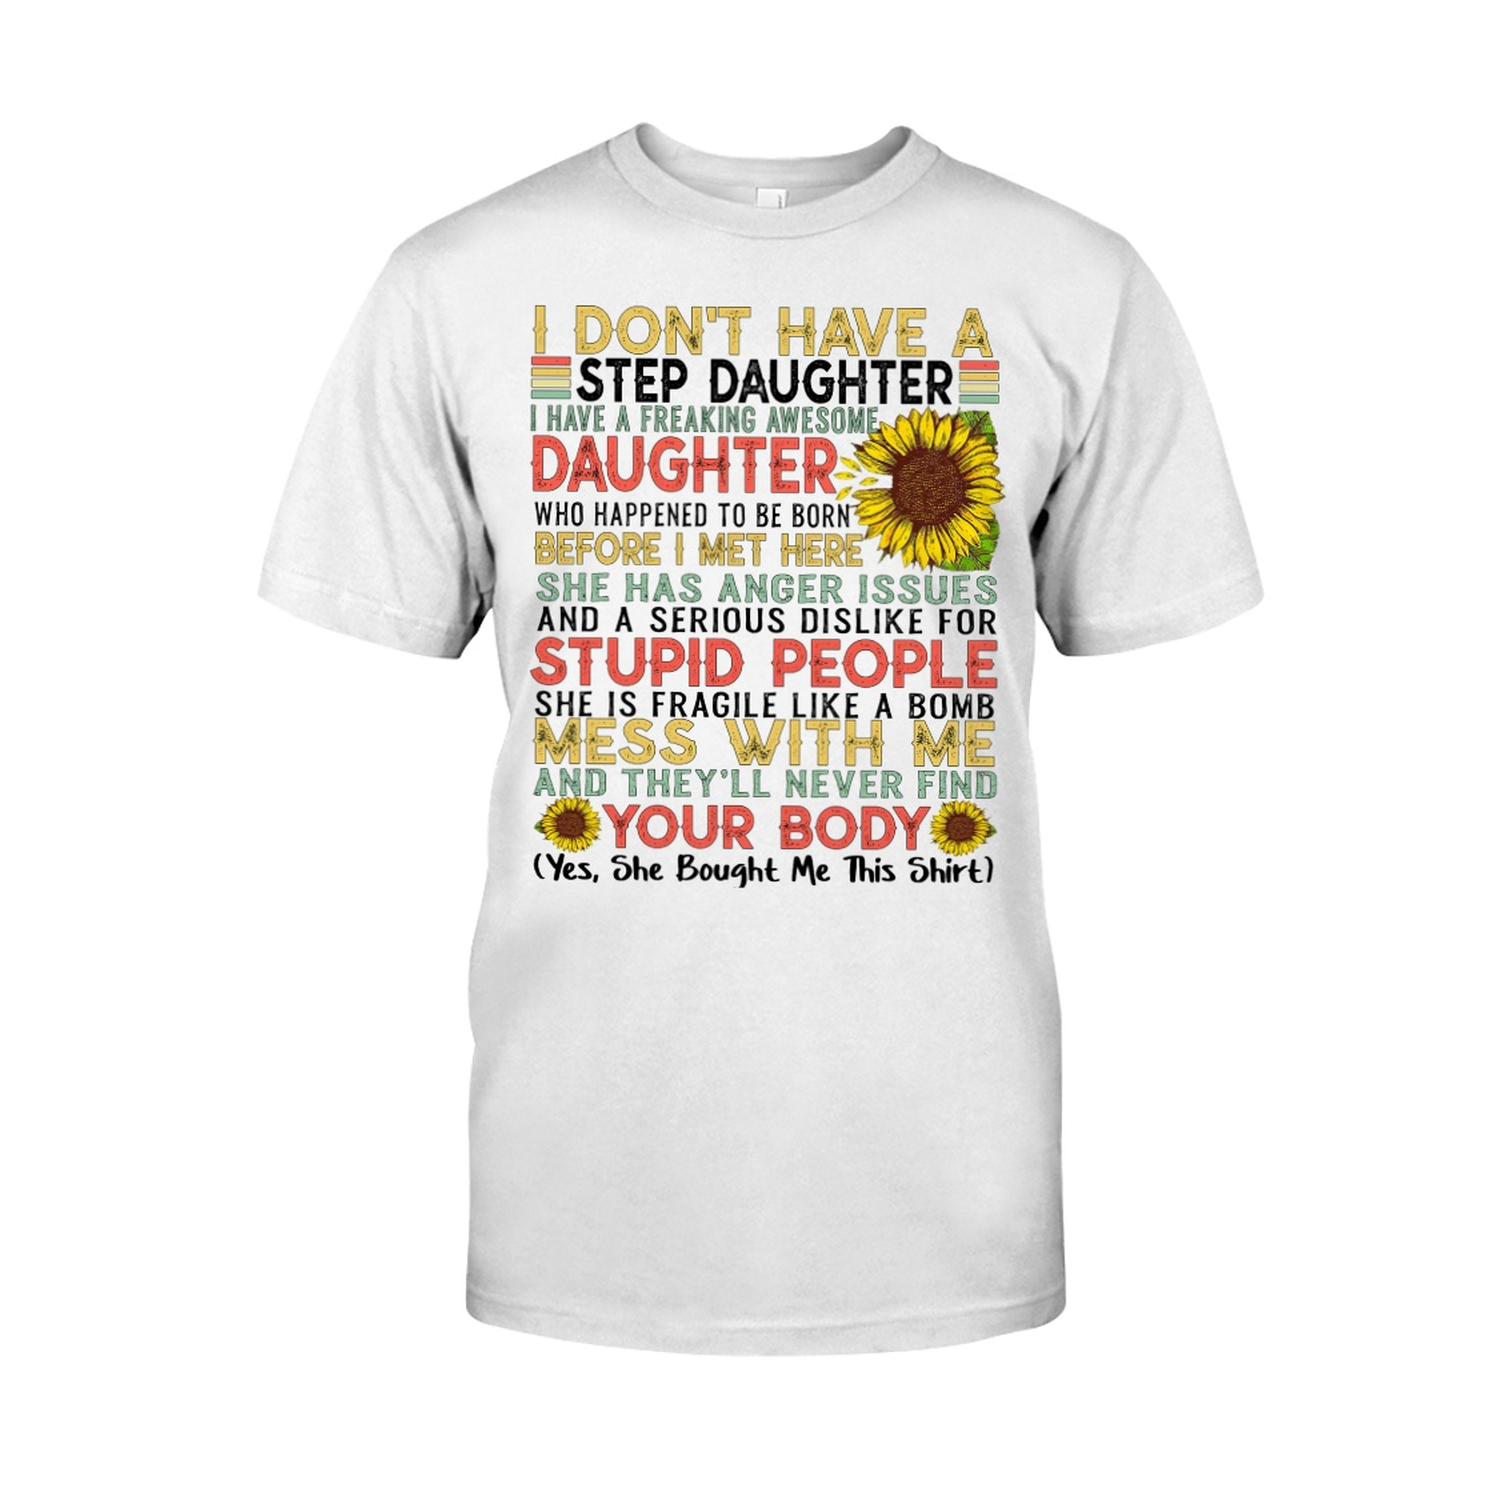 I DON'T HAVE A
STEP DAUGHTER
I HAVE A FREAKING AWESOME
DAUGHTER
WHO HAPPENED TO BE BORN
BEFORE I MET HERE
SHE HAS ANGER ISSUES
AND A SERIOUS DISLIKE FOR
STUPID PEOPLE
SHE IS FRAGILE LIKE A BOMB
MESS WITH ME
AND THEY'LL NEVER FIND
YOUR BODY
(Yes, She Bought Me This Shirt)